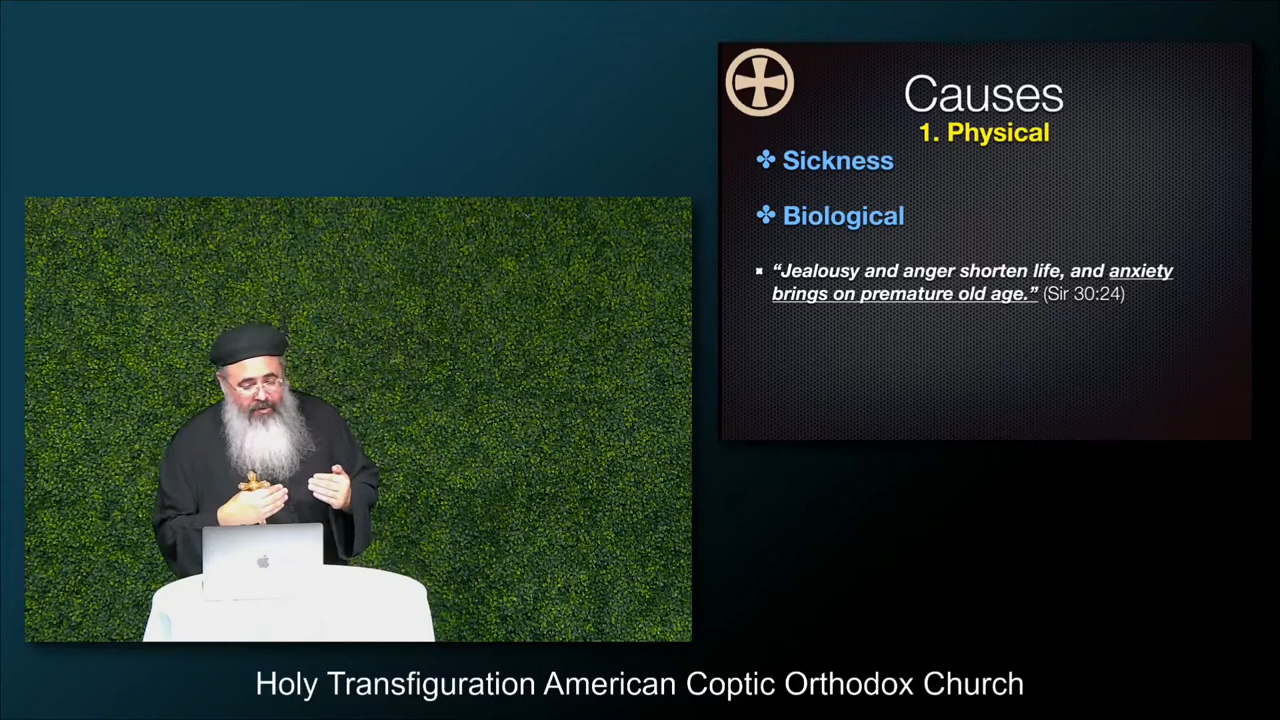 Causes
1. Physical
✤ Sickness
✤ Biological
▪ “Jealousy and anger shorten life, and anxiety
brings on premature old age.” (Sir 30:24)
Holy Transfiguration American Coptic Orthodox Church